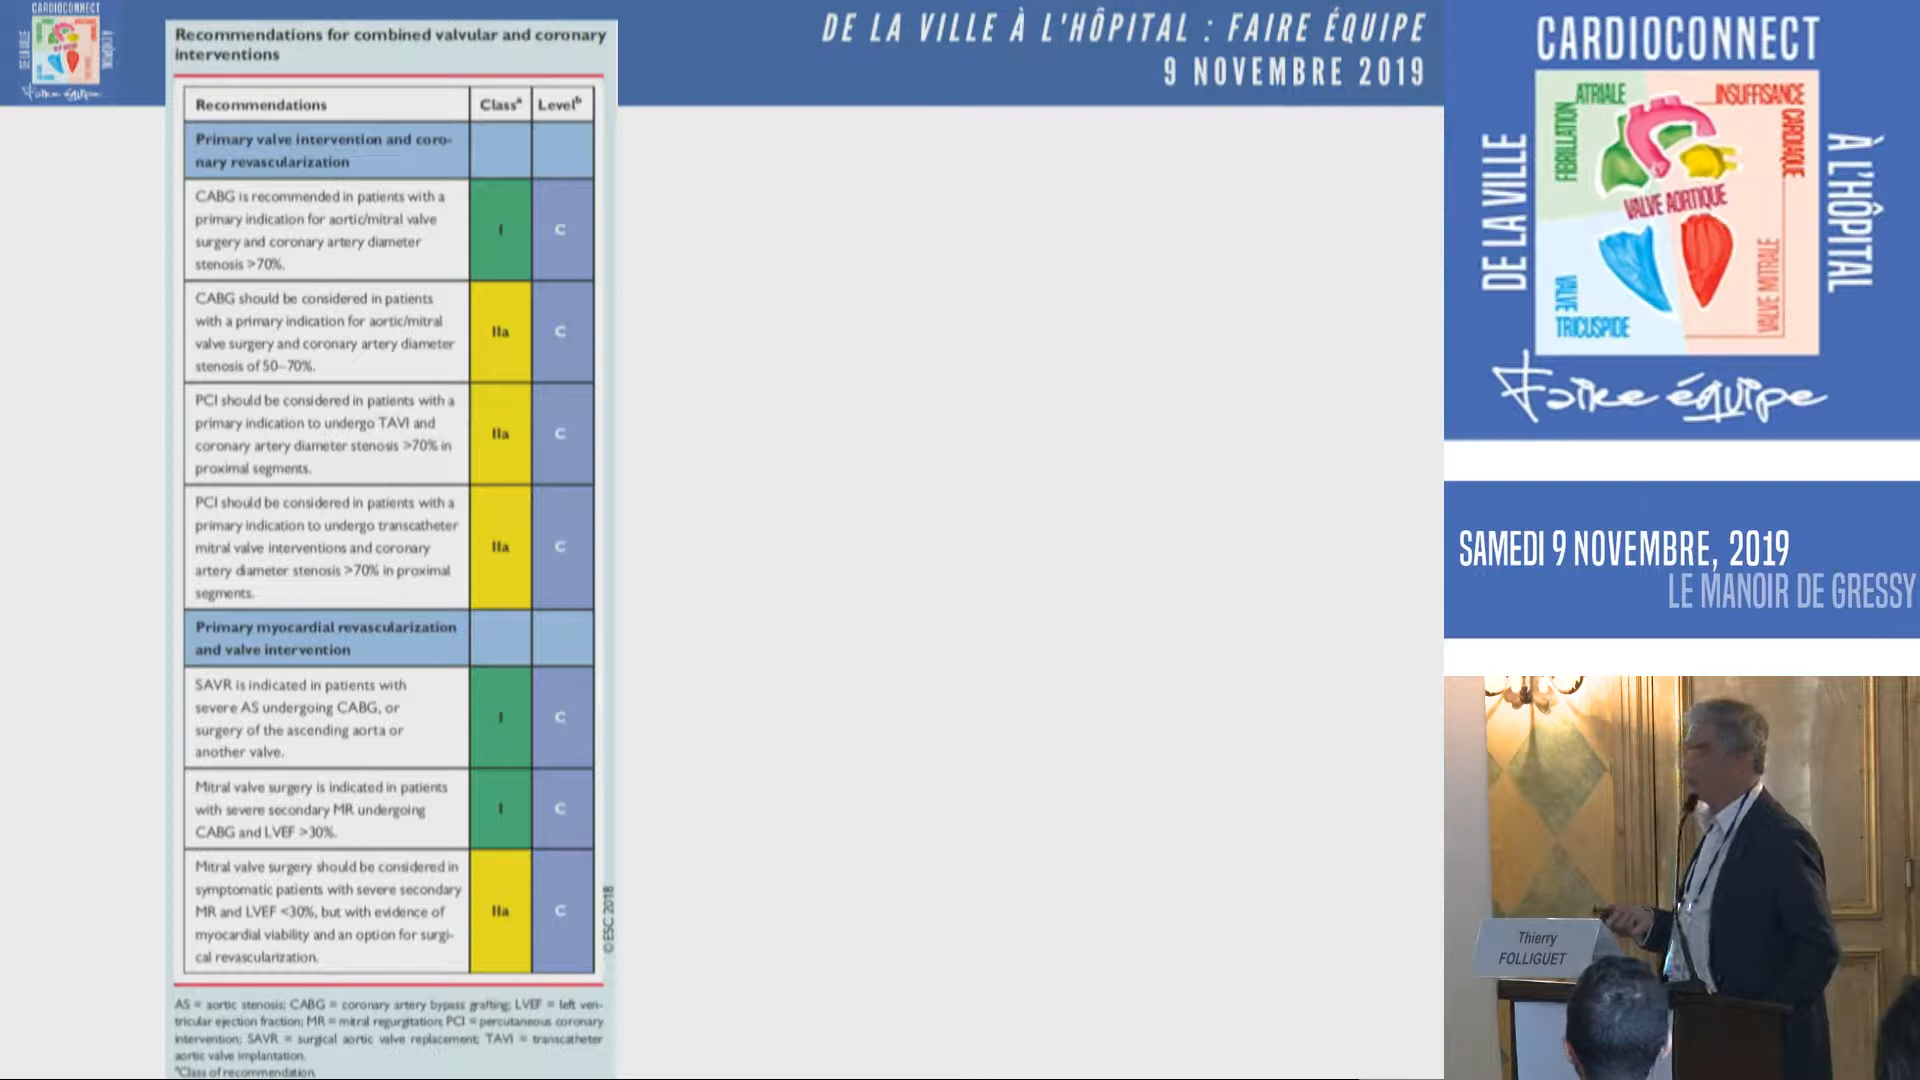 CARDIOCONNECT
DE LA VILLE
À L'HÔPITAL
Faire équipe
Recommendations for combined valvular and coronary
interventions
Recommendations Classᵃ Levelᵇ
Primary valve intervention and coro-
nary revascularization
CABG is recommended in patients with a
primary indication for aortic/mitral valve
surgery and coronary artery diameter
stenosis >70%.
I C
CABG should be considered in patients
with a primary indication for aortic/mitral
valve surgery and coronary artery diameter
stenosis of 50–70%.
IIa C
PCI should be considered in patients with a
primary indication to undergo TAVI and
coronary artery diameter stenosis >70% in
proximal segments.
IIa C
PCI should be considered in patients with a
primary indication to undergo transcatheter
mitral valve interventions and coronary
artery diameter stenosis >70% in proximal
segments.
IIa C
Primary myocardial revascularization
and valve intervention
SAVR is indicated in patients with
severe AS undergoing CABG, or
surgery of the ascending aorta or
another valve.
I C
Mitral valve surgery is indicated in patients
with severe secondary MR undergoing
CABG and LVEF >30%.
I C
Mitral valve surgery should be considered in
symptomatic patients with severe secondary
MR and LVEF <30%, but with evidence of
myocardial viability and an option for surgi-
cal revascularization.
IIa C
©ESC 2018
AS = aortic stenosis; CABG = coronary artery bypass grafting; LVEF = left ven-
tricular ejection fraction; MR = mitral regurgitation; PCI = percutaneous coronary
intervention; SAVR = surgical aortic valve replacement; TAVI = transcatheter
aortic valve implantation.
ᵃClass of recommendation.
DE LA VILLE À L'HÔPITAL : FAIRE ÉQUIPE
9 NOVEMBRE 2019
CARDIOCONNECT
DE LA VILLE
À L'HÔPITAL
FIBRILLATION
ATRIALE
INSUFFISANCE
CARDIAQUE
VALVE AORTIQUE
VALVE
TRICUSPIDE
VALVE MITRALE
Faire équipe
SAMEDI 9 NOVEMBRE, 2019
LE MANOIR DE GRESSY
Thierry
FOLLIGUET